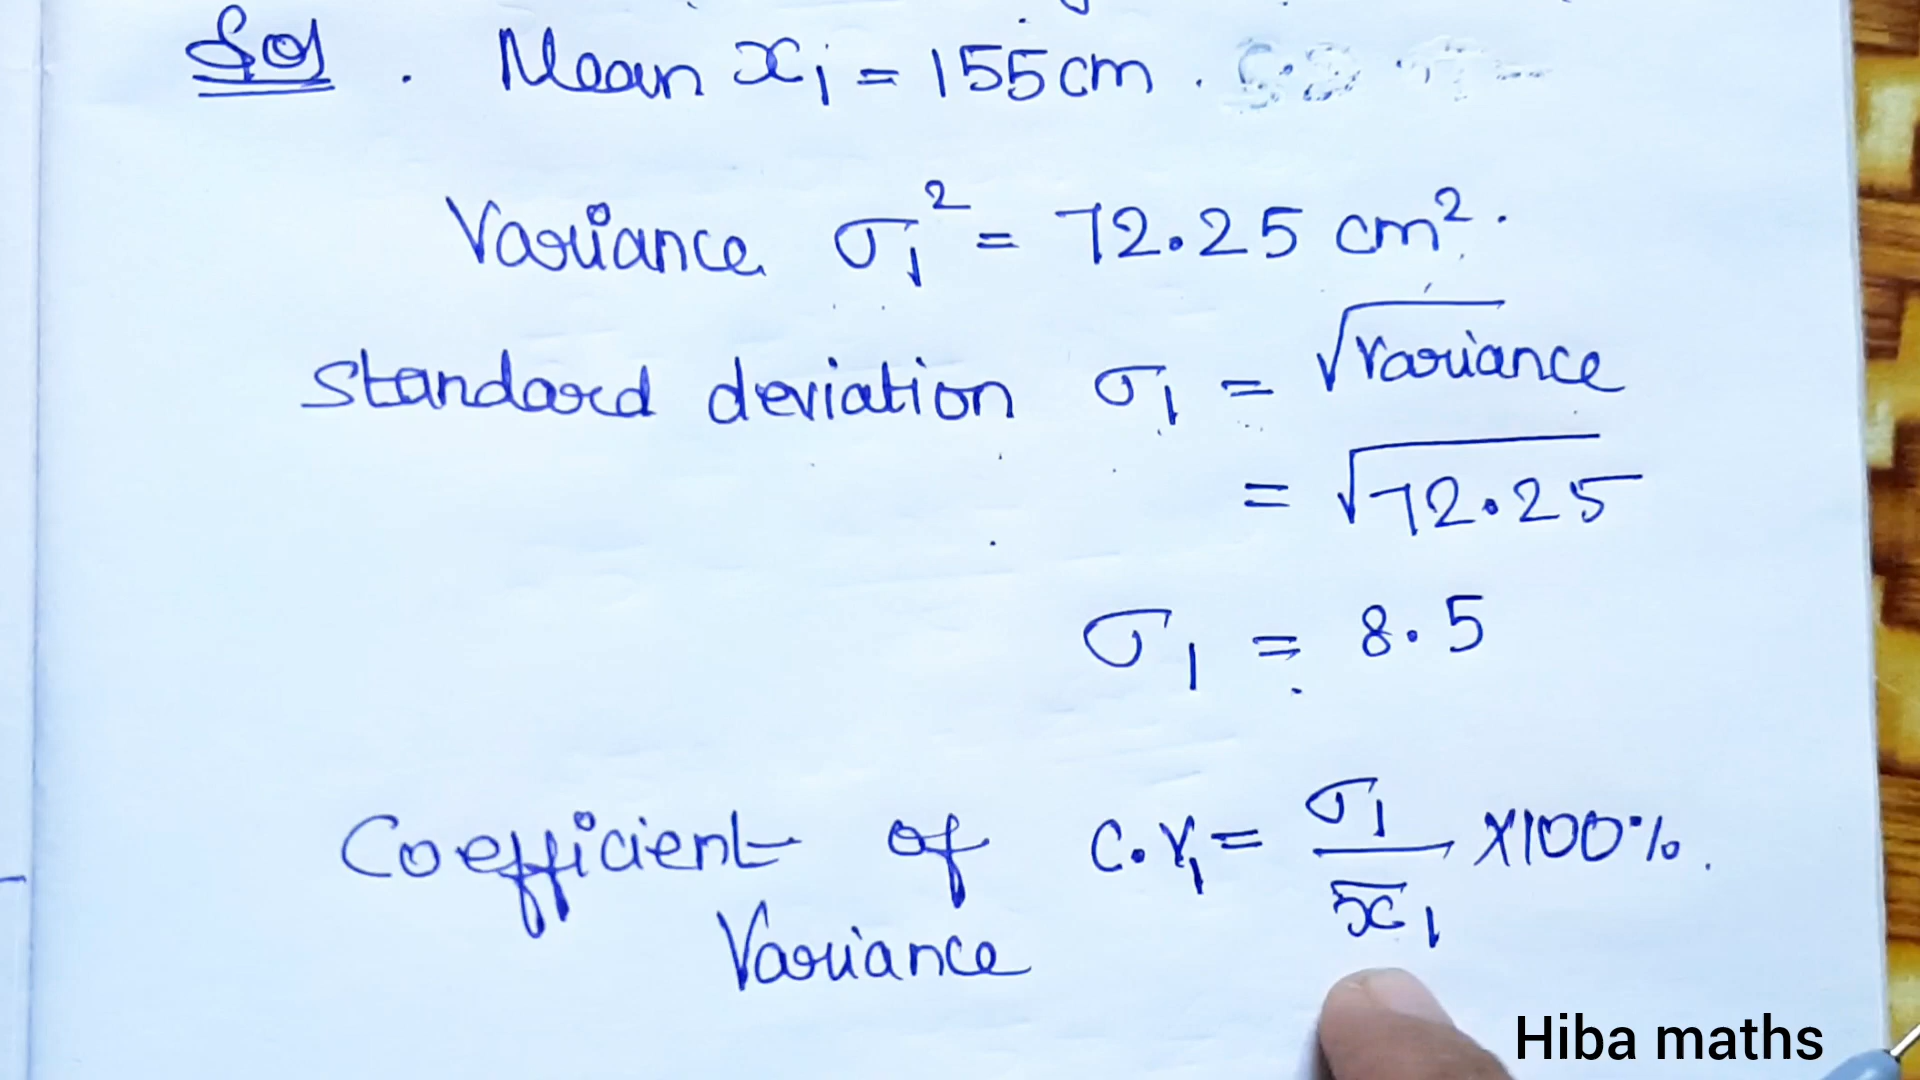 Sol . Mean x₁ = 155 cm .
Variance σ₁² = 72.25 cm² .
Standard deviation σ₁ = √variance
= √72.25
σ₁ = 8.5
Coefficient of C.V₁ = σ₁/x̄₁ ×100% .
Variance
Hiba maths